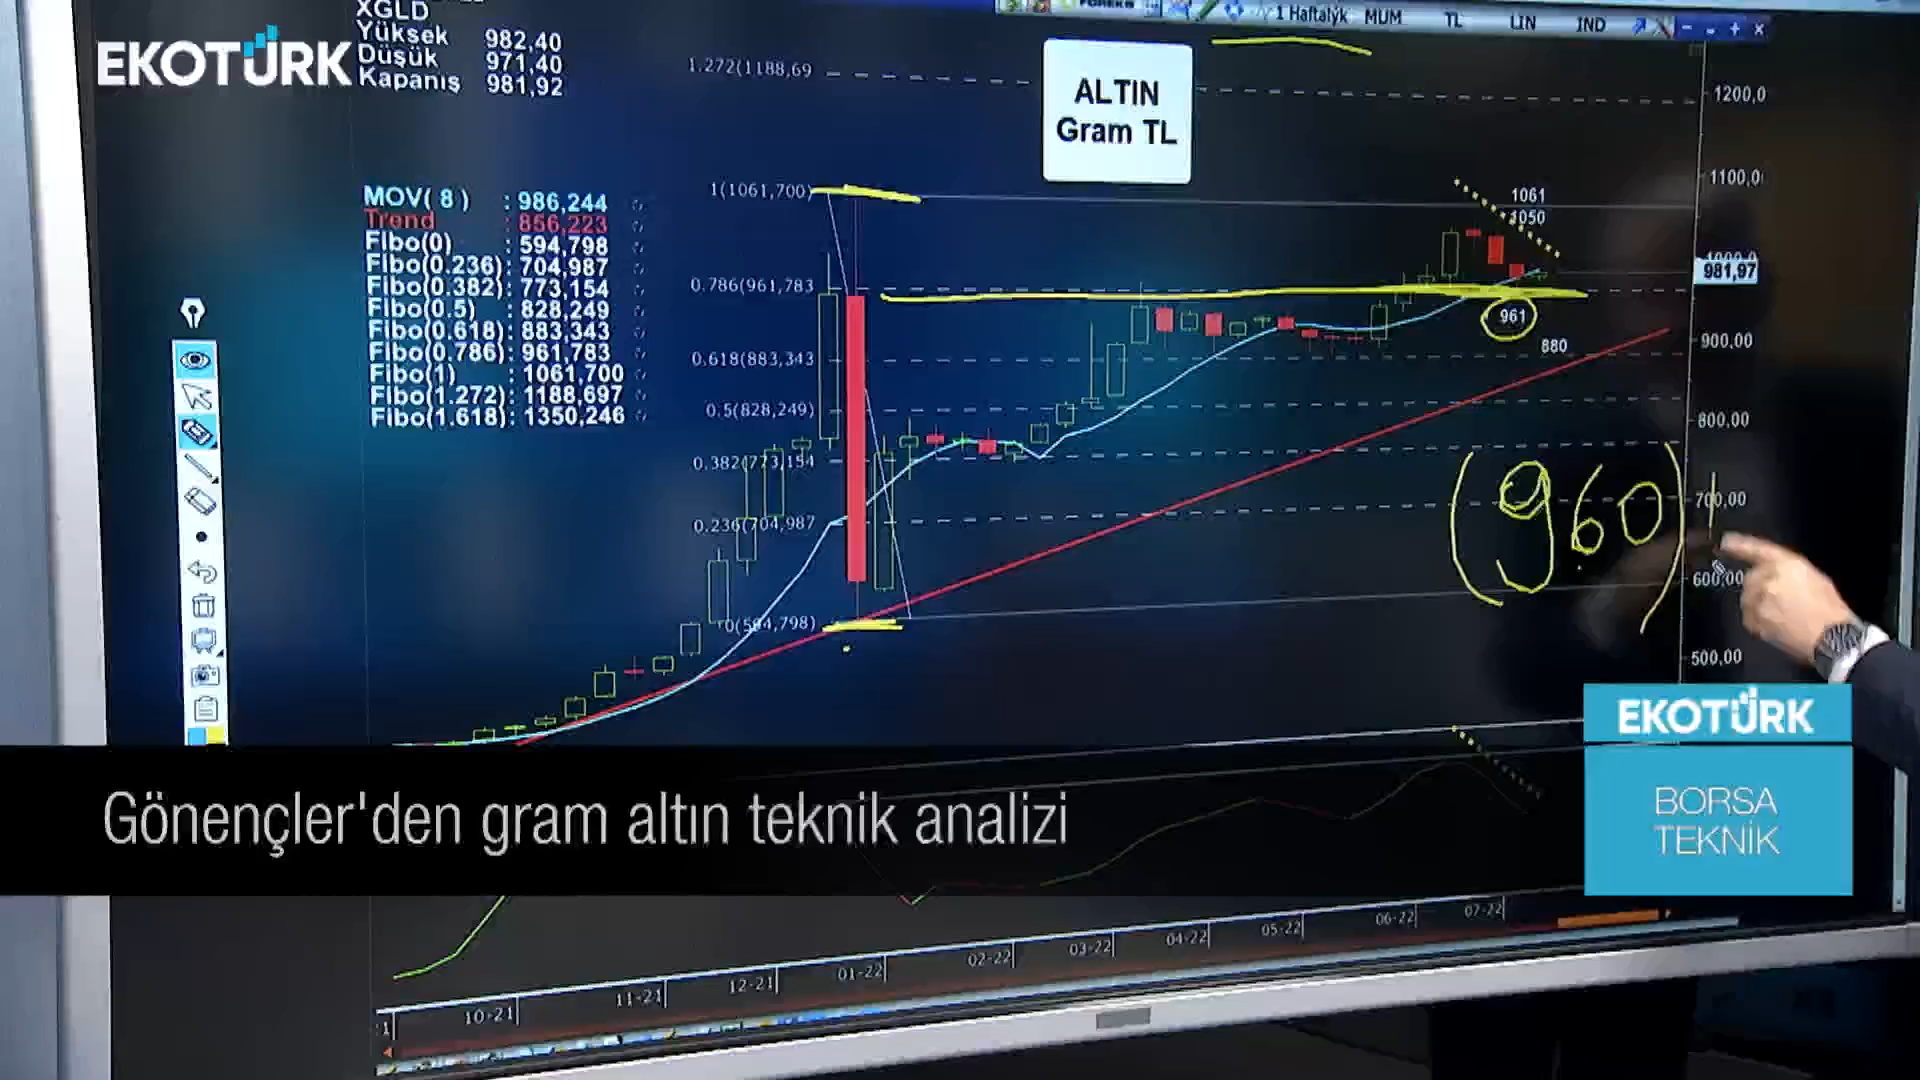 XGLD
Yüksek 982,40
Düşük 971,40
Kapanış 981,92
EKOTÜRK
1 Haftalýk MUM TL LIN IND
ALTIN
Gram TL
MOV( 8 ) : 986,244
Trend : 856,223
Fibo(0) : 594,798
Fibo(0.236): 704,987
Fibo(0.382): 773,154
Fibo(0.5) : 828,249
Fibo(0.618): 883,343
Fibo(0.786): 961,783
Fibo(1) : 1061,700
Fibo(1.272): 1188,697
Fibo(1.618): 1350,246
1.272(1188,69
1(1061,700)
0.786(961,783
0.618(883,343
0.5(828,249)
0.382(773,154
0.236(704,987
0(594,798)
1061
1050
961
880
1200,0
1100,0
1000,0
981,97
900,00
800,00
700,00
600,00
500,00
(960)
EKOTÜRK
BORSA
TEKNİK
Gönençler'den gram altın teknik analizi
10-21 11-21 12-21 01-22 02-22 03-22 04-22 05-22 06-22 07-22